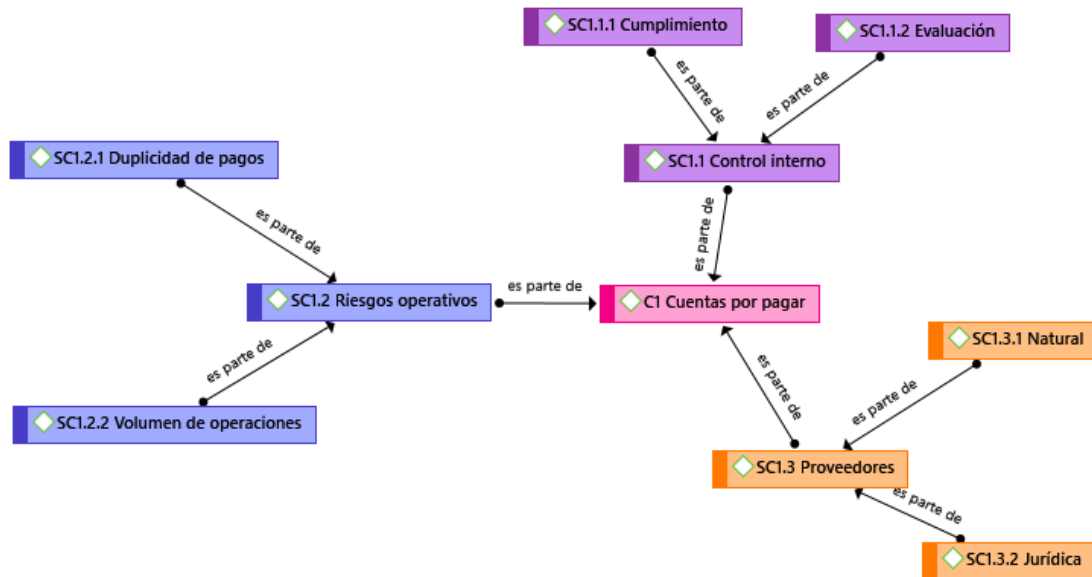 SC1.1.1 Cumplimiento
SC1.1.2 Evaluación
es parte de
es parte de
SC1.2.1 Duplicidad de pagos
SC1.1 Control interno
es parte de
es parte de
SC1.2 Riesgos operativos
es parte de
C1 Cuentas por pagar
SC1.3.1 Natural
es parte de
es parte de
es parte de
SC1.2.2 Volumen de operaciones
SC1.3 Proveedores
es parte de
SC1.3.2 Jurídica